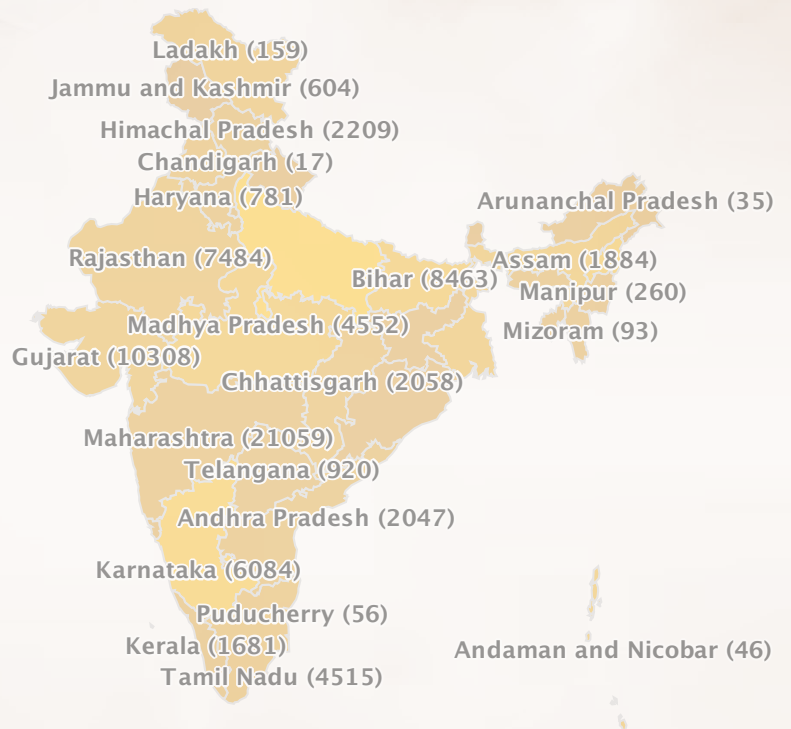 Ladakh (159)
Jammu and Kashmir (604)
Himachal Pradesh (2209)
Chandigarh (17)
Haryana (781)
Arunanchal Pradesh (35)
Rajasthan (7484)
Assam (1884)
Bihar (8463)
Manipur (260)
Madhya Pradesh (4552)
Mizoram (93)
Gujarat (10308)
Chhattisgarh (2058)
Maharashtra (21059)
Telangana (920)
Andhra Pradesh (2047)
Karnataka (6084)
Puducherry (56)
Kerala (1681)
Andaman and Nicobar (46)
Tamil Nadu (4515)